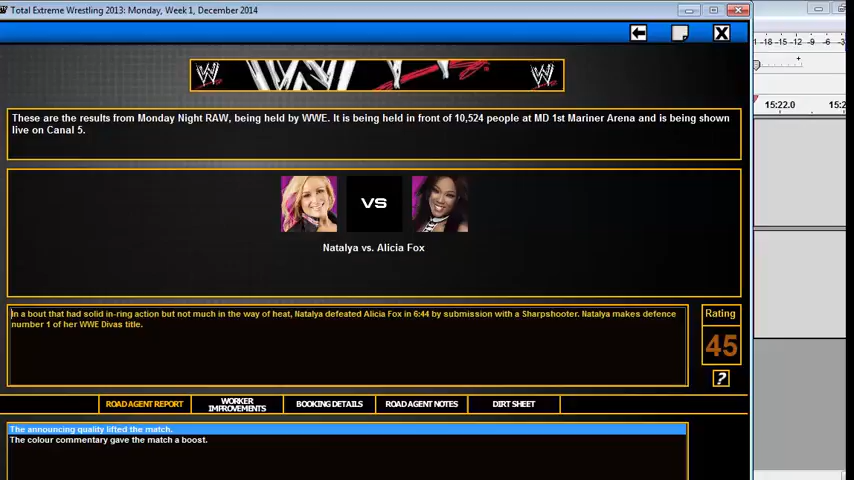 Total Extreme Wrestling 2013: Monday, Week 1, December 2014
These are the results from Monday Night RAW, being held by WWE. It is being held in front of 10,524 people at MD 1st Mariner Arena and is being shown
live on Canal 5.
VS
Natalya vs. Alicia Fox
In a bout that had solid in-ring action but not much in the way of heat, Natalya defeated Alicia Fox in 6:44 by submission with a Sharpshooter. Natalya makes defence
number 1 of her WWE Divas title.
Rating
45
?
ROAD AGENT REPORT
WORKER
IMPROVEMENTS
BOOKING DETAILS
ROAD AGENT NOTES
DIRT SHEET
The announcing quality lifted the match.
The colour commentary gave the match a boost.
-18 -15 -12 -9 -6
15:22.0